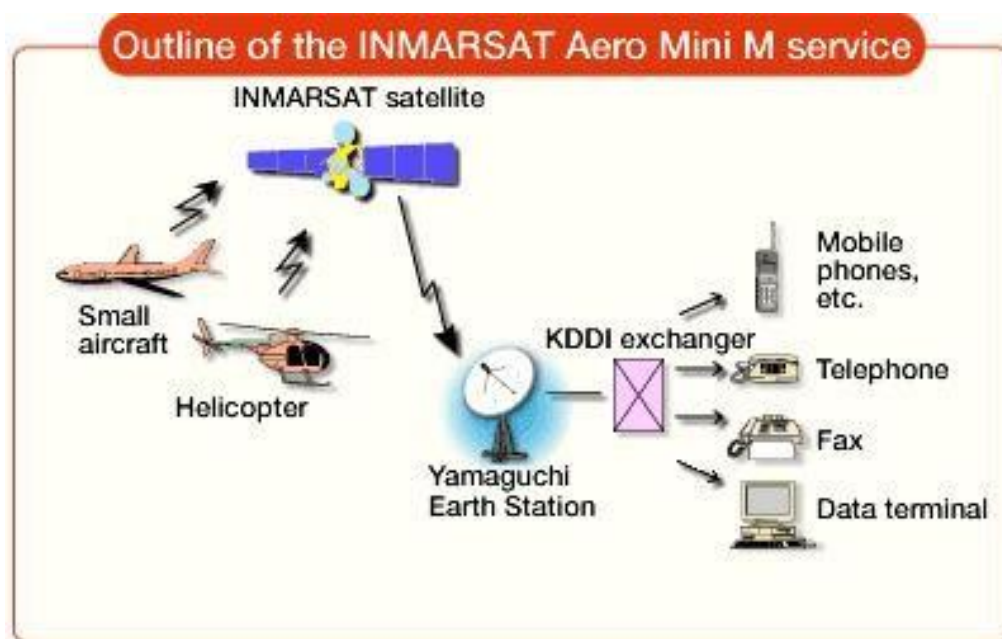 Outline of the INMARSAT Aero Mini M service
INMARSAT satellite
Small
aircraft
Helicopter
Yamaguchi
Earth Station
KDDI exchanger
Mobile
phones,
etc.
Telephone
Fax
Data terminal